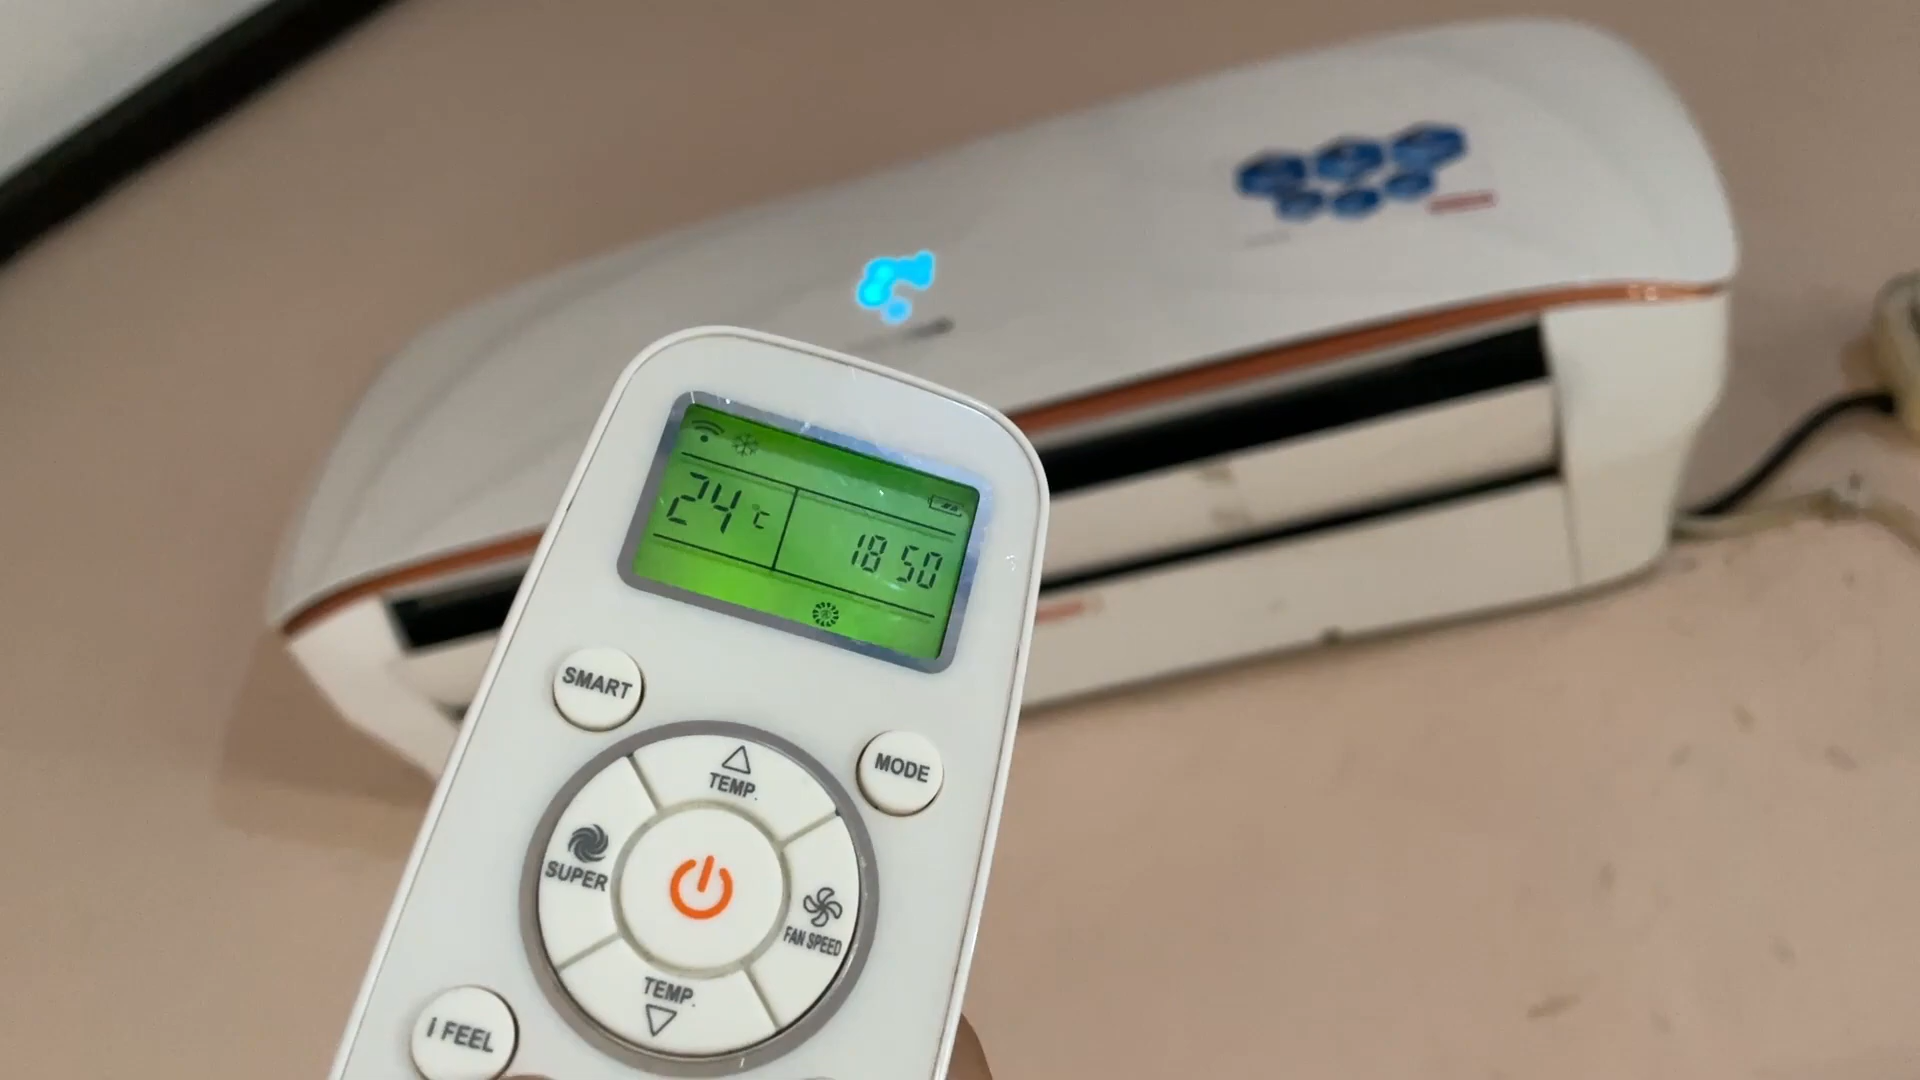 24 °C
18 50
SMART
MODE
TEMP.
SUPER
FAN SPEED
TEMP.
i FEEL